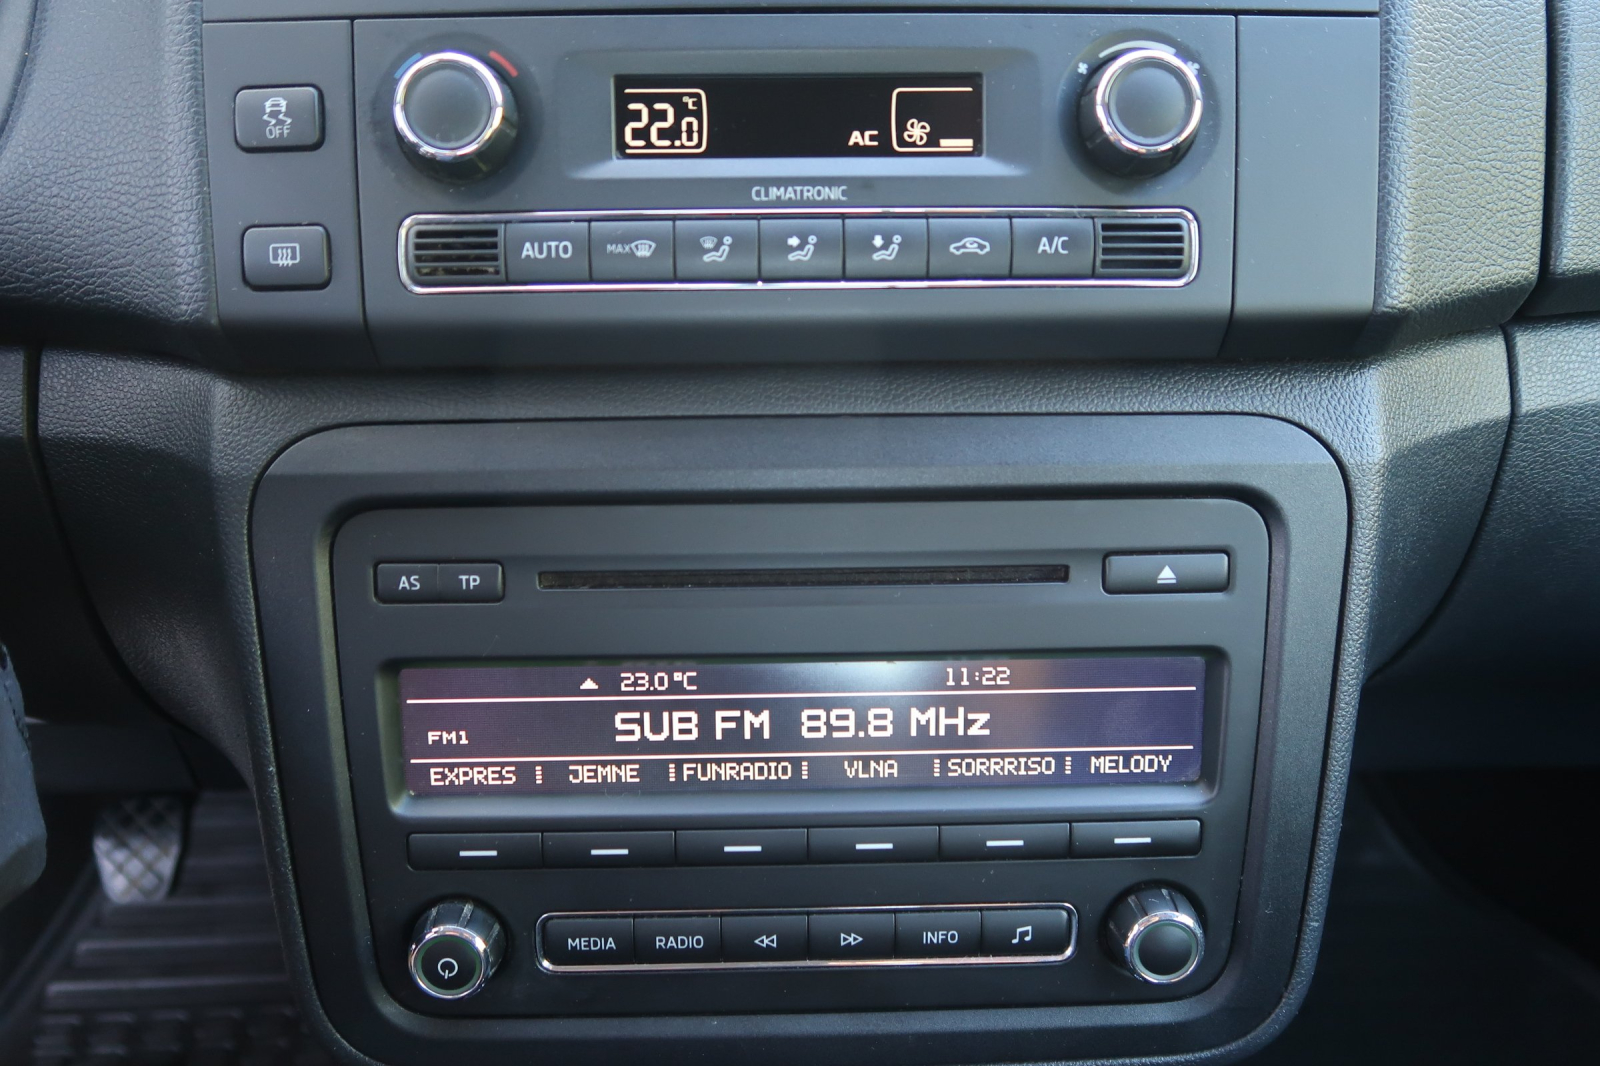 22.0 °C
AC
OFF
CLIMATRONIC
AUTO MAX A/C
AS TP
23.0 °C 11:22
FM1 SUB FM 89.8 MHz
EXPRES JEMNE FUNRADIO VLNA SORRRISO MELODY
MEDIA RADIO INFO